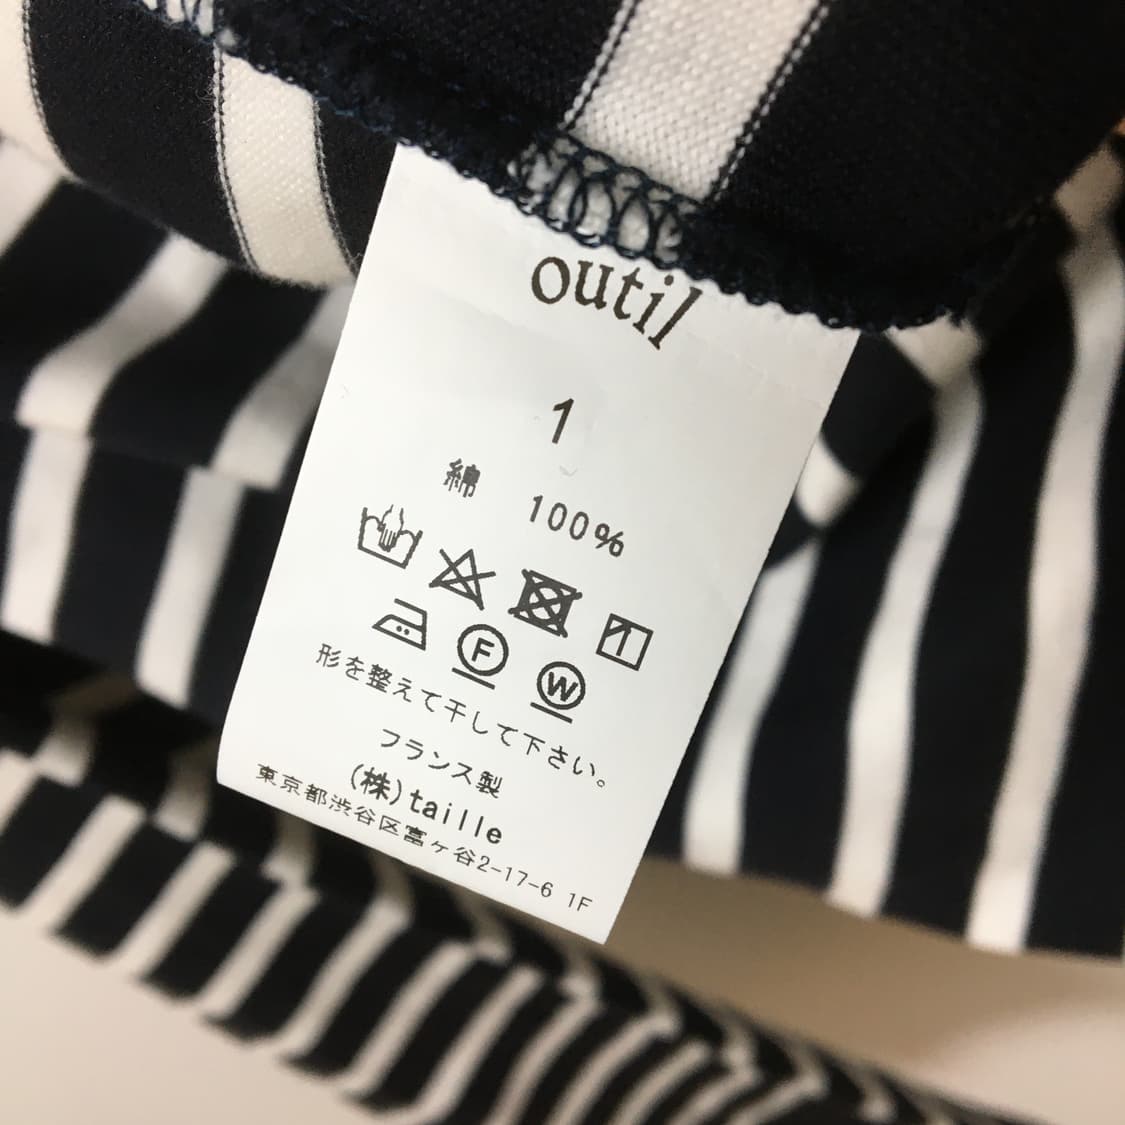 outil
1
綿 100%
F W
形を整えて干して下さい。
フランス製
(株)taille
東京都渋谷区富ヶ谷2-17-6 1F